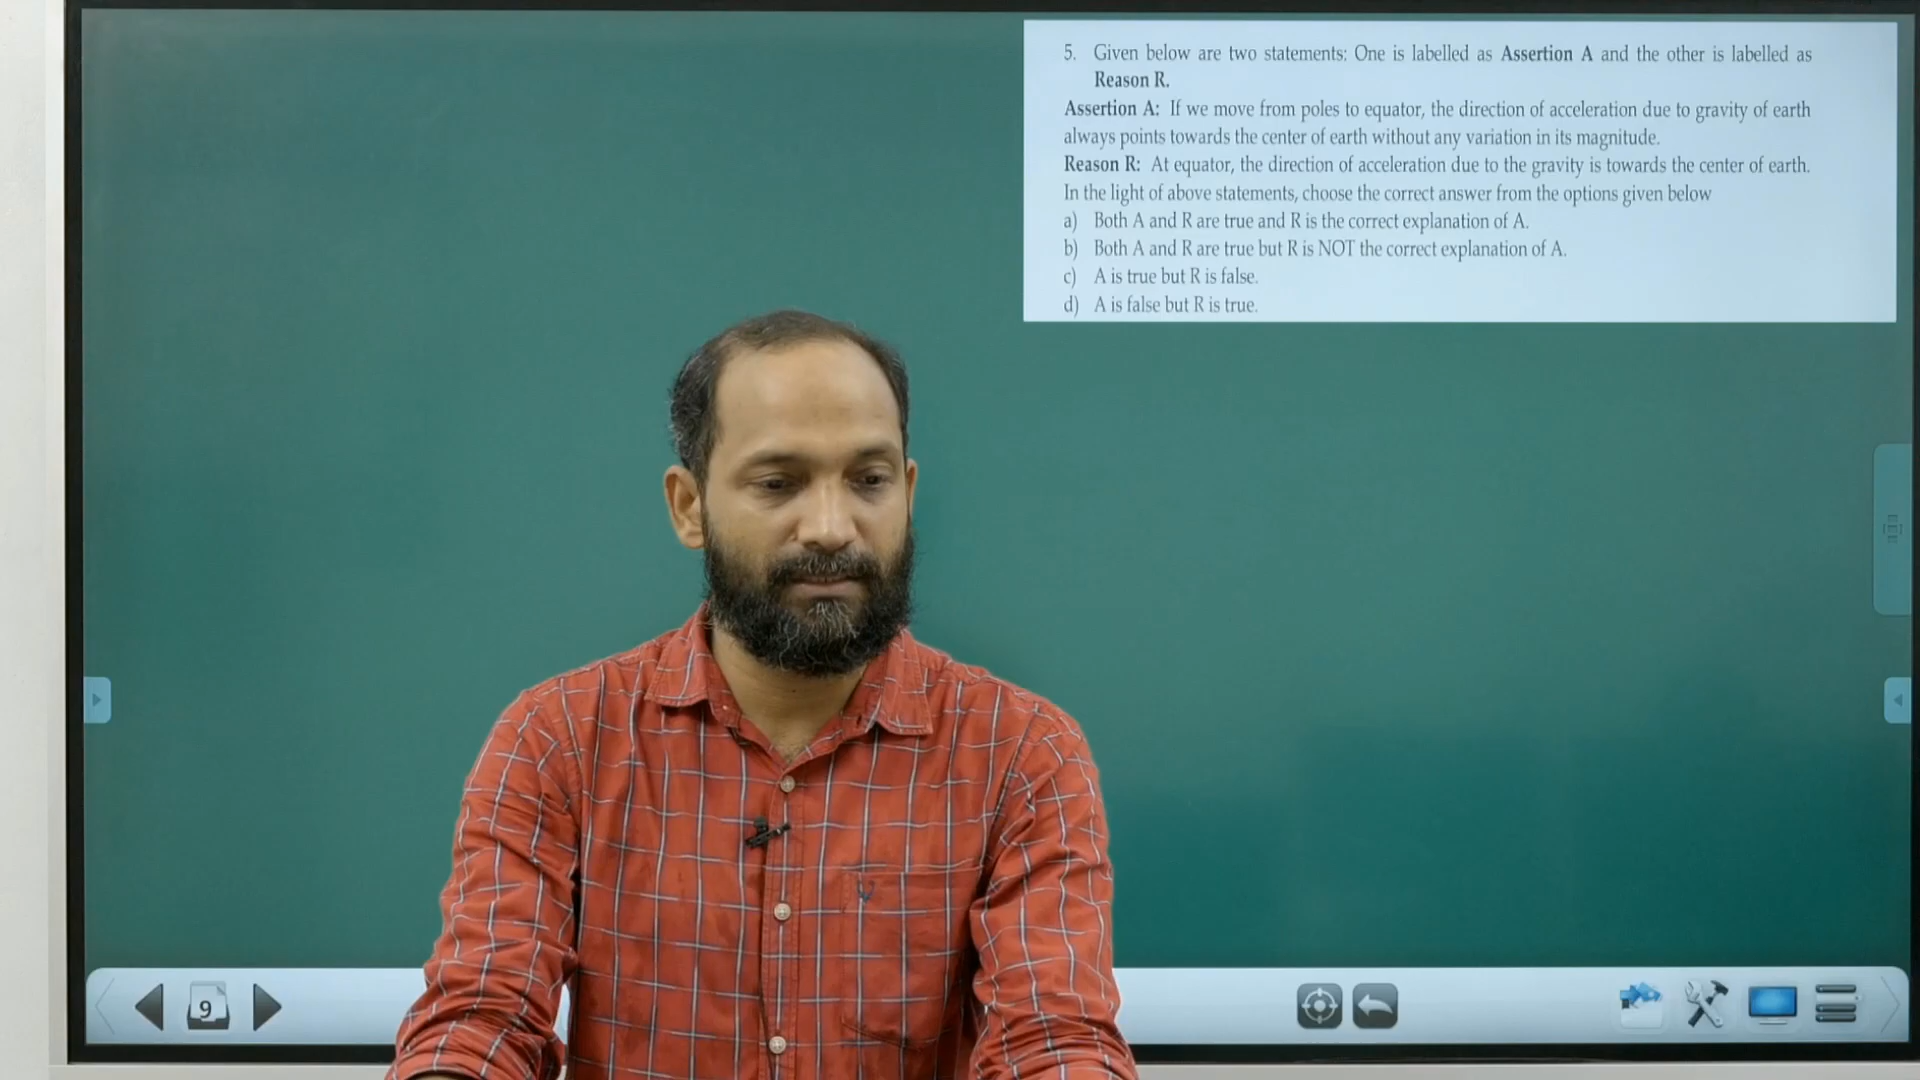 5. Given below are two statements: One is labelled as Assertion A and the other is labelled as
Reason R.
Assertion A: If we move from poles to equator, the direction of acceleration due to gravity of earth
always points towards the center of earth without any variation in its magnitude.
Reason R: At equator, the direction of acceleration due to the gravity is towards the center of earth.
In the light of above statements, choose the correct answer from the options given below
a) Both A and R are true and R is the correct explanation of A.
b) Both A and R are true but R is NOT the correct explanation of A.
c) A is true but R is false.
d) A is false but R is true.
9